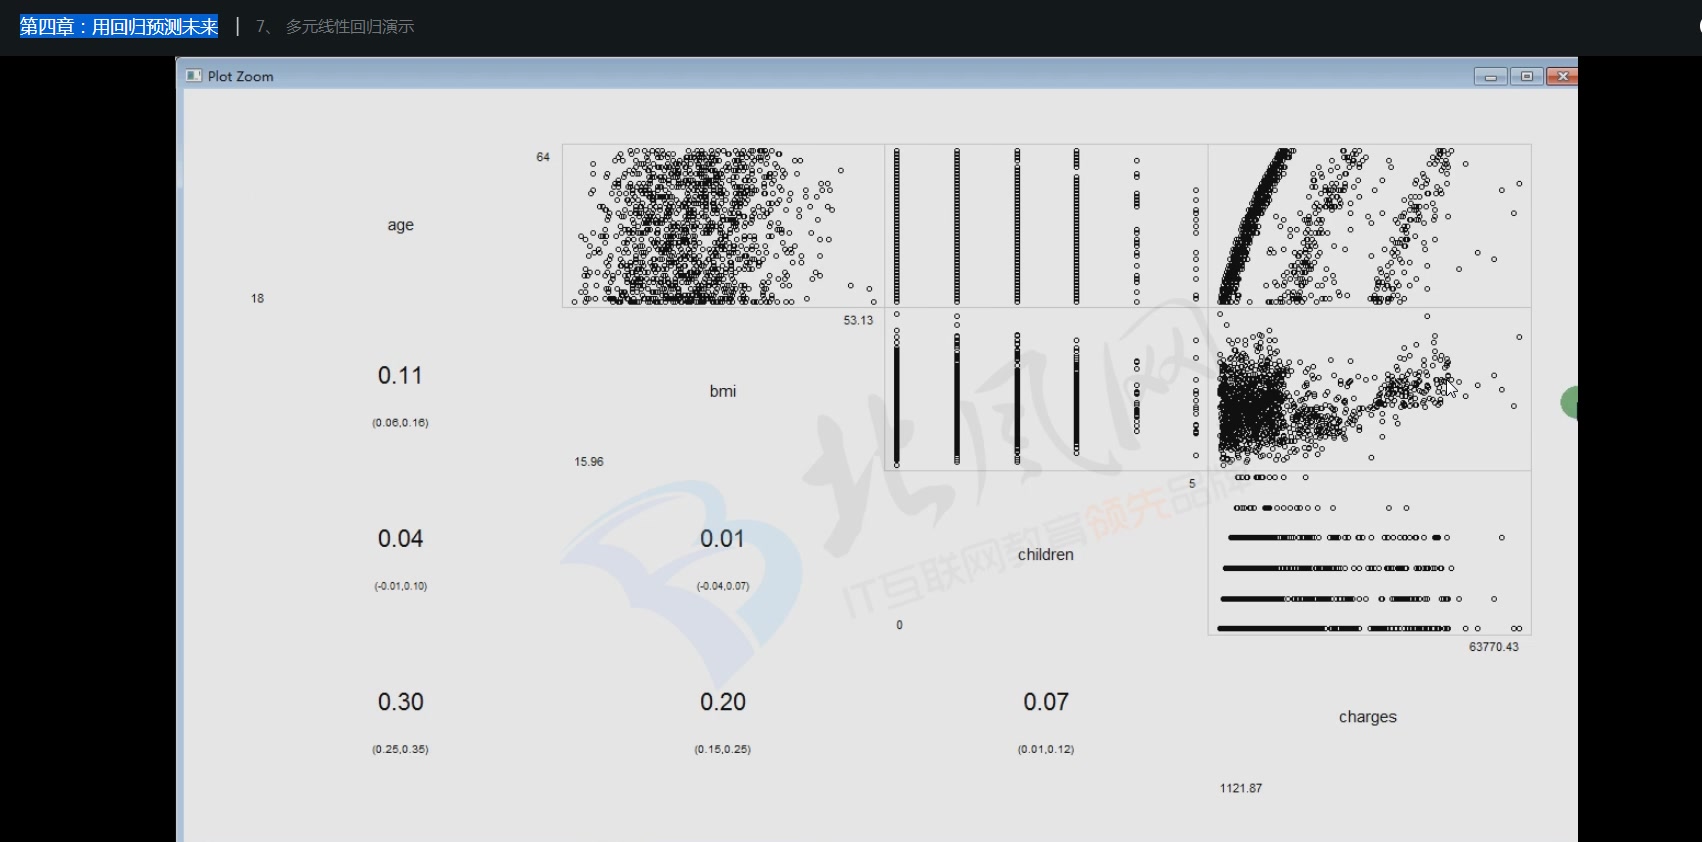 第四章：用回归预测未来 | 7、 多元线性回归演示
Plot Zoom
64
age
18
53.13
0.11
(0.06,0.16)
bmi
15.96
5
0.04
(-0.01,0.10)
0.01
(-0.04,0.07)
children
0
63770.43
0.30
(0.25,0.35)
0.20
(0.15,0.25)
0.07
(0.01,0.12)
charges
1121.87
北风网
IT互联网教育领先品牌